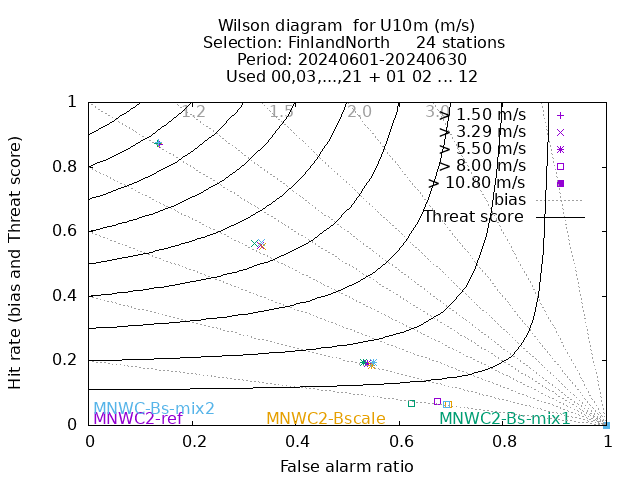 Wilson diagram  for U10m (m/s)
Selection: FinlandNorth     24 stations
Period: 20240601-20240630
Used 00,03,...,21 + 01 02 ... 12
1.2 1.5 2.0 3.0
> 1.50 m/s
> 3.29 m/s
> 5.50 m/s
> 8.00 m/s
> 10.80 m/s
bias
Threat score
1
0.8
0.6
0.4
0.2
0
Hit rate (bias and Threat score)
MNWC-Bs-mix2
MNWC2-ref MNWC2-Bscale MNWC2-Bs-mix1
0 0.2 0.4 0.6 0.8 1
False alarm ratio